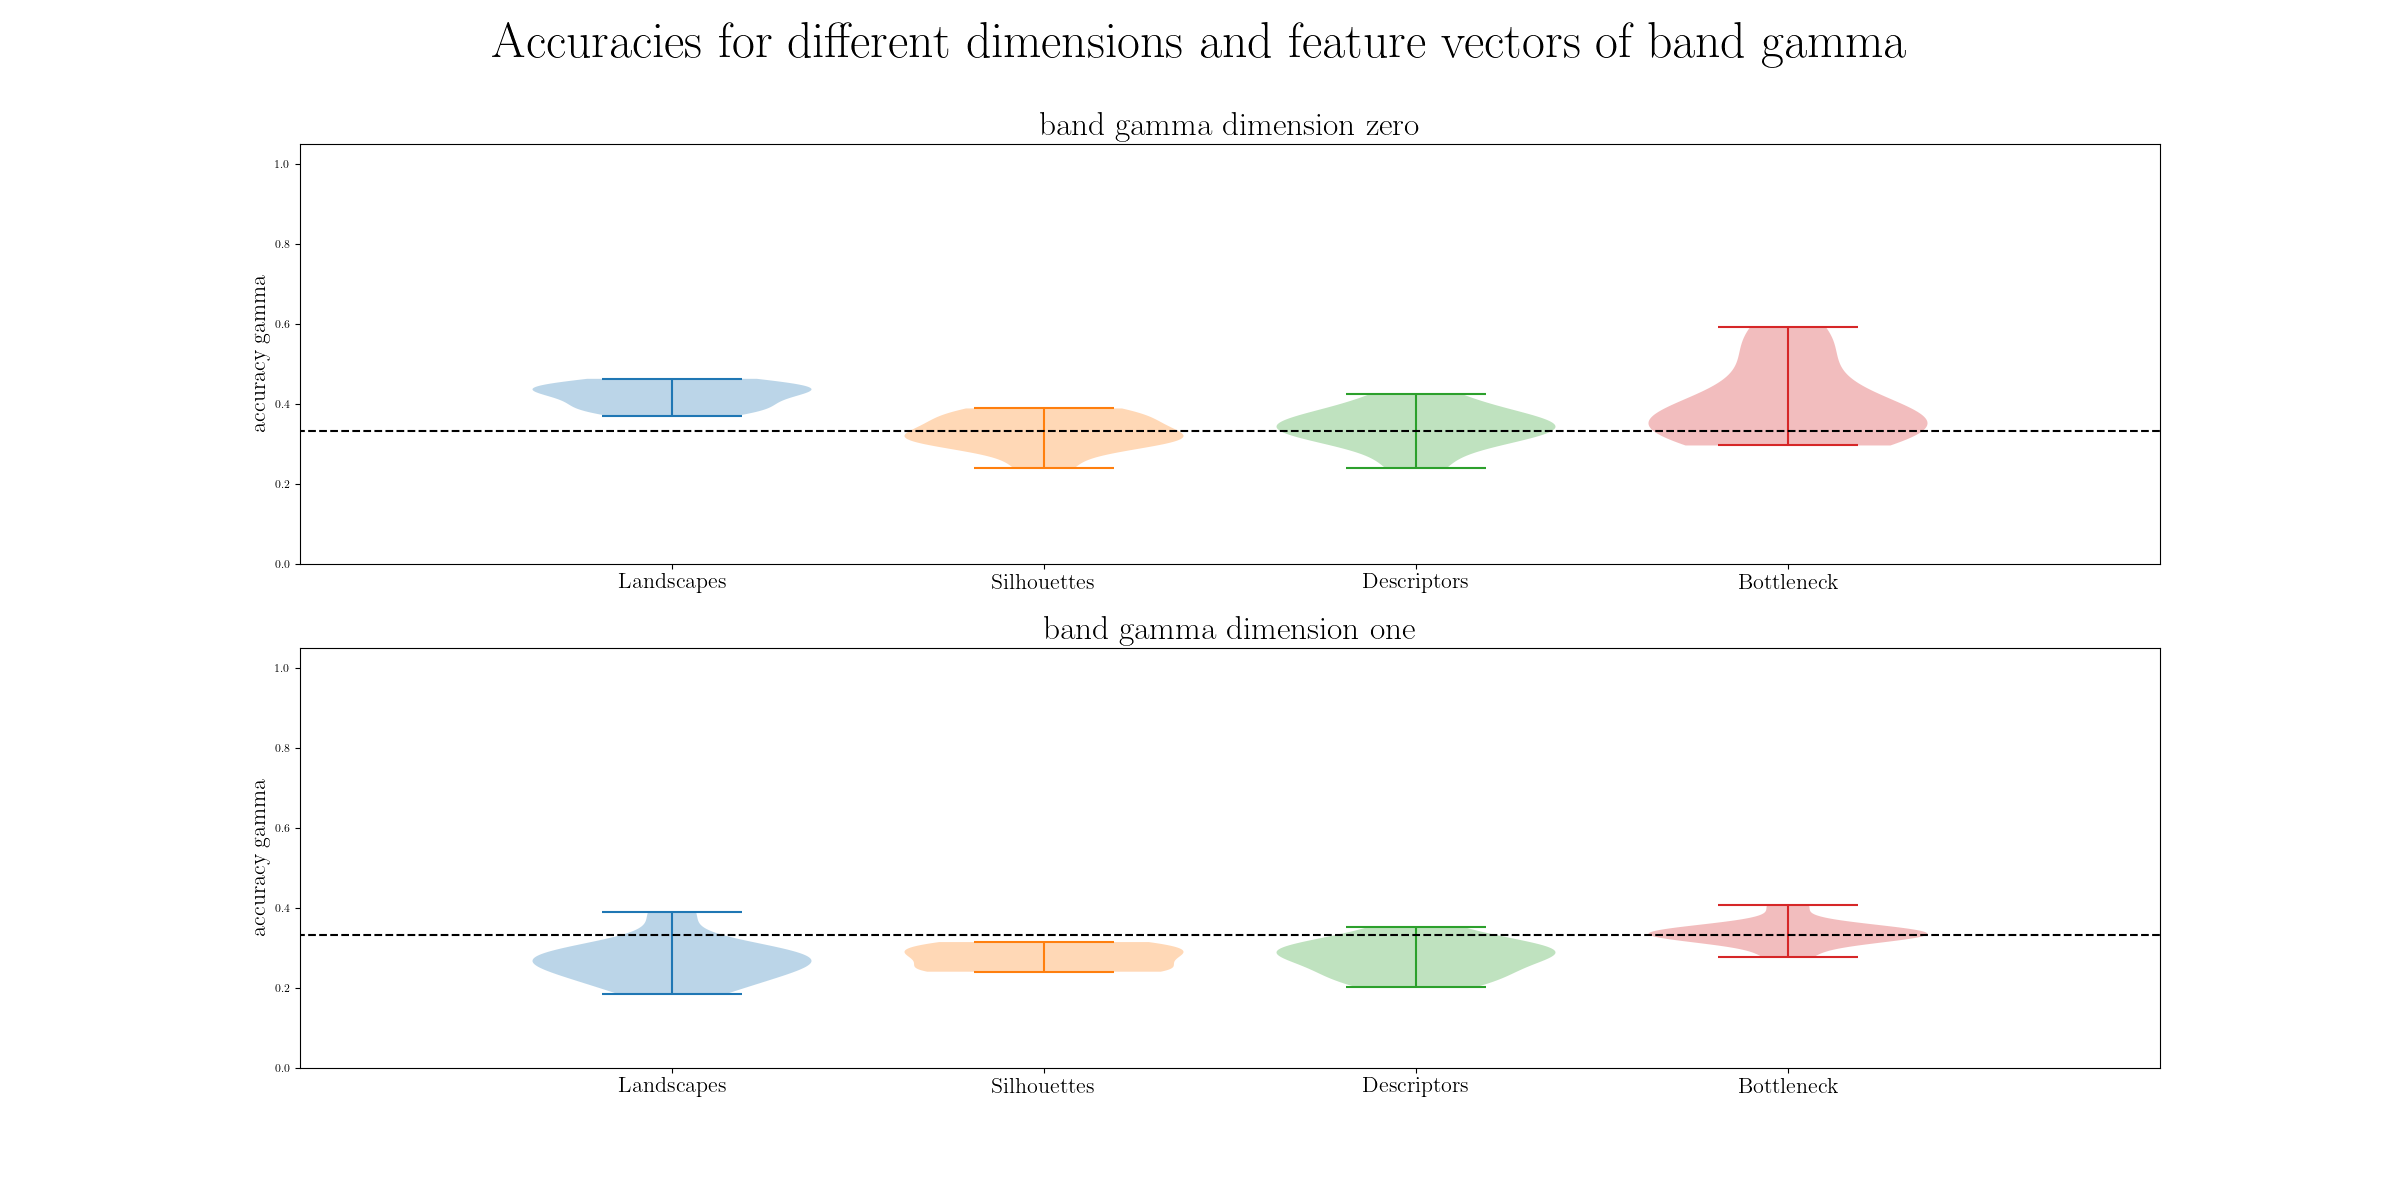 Accuracies for different dimensions and feature vectors of band gamma
band gamma dimension zero
accuracy gamma
1.0
0.8
0.6
0.4
0.2
0.0
Landscapes Silhouettes Descriptors Bottleneck
band gamma dimension one
accuracy gamma
1.0
0.8
0.6
0.4
0.2
0.0
Landscapes Silhouettes Descriptors Bottleneck